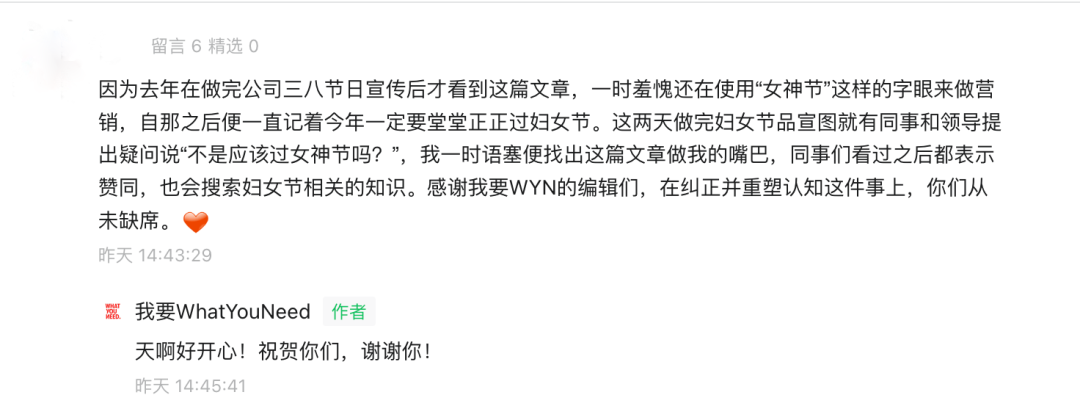 留言 6 精选 0
因为去年在做完公司三八节日宣传后才看到这篇文章，一时羞愧还在使用“女神节”这样的字眼来做营
销，自那之后便一直记着今年一定要堂堂正正过妇女节。这两天做完妇女节品宣图就有同事和领导提
出疑问说“不是应该过女神节吗？”，我一时语塞便找出这篇文章做我的嘴巴，同事们看过之后都表示
赞同，也会搜索妇女节相关的知识。感谢我要WYN的编辑们，在纠正并重塑认知这件事上，你们从
未缺席。
昨天 14:43:29
WHAT
YOU
NEED.
我要WhatYouNeed 作者
天啊好开心！祝贺你们，谢谢你！
昨天 14:45:41